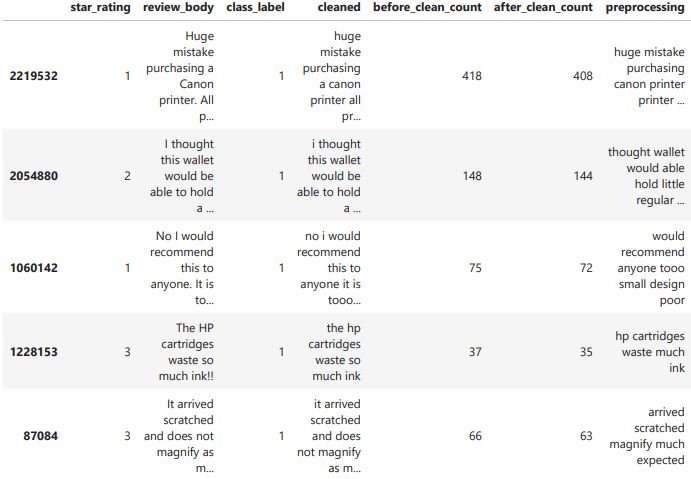 star_rating review_body class_label cleaned before_clean_count after_clean_count preprocessing
2219532 1 Huge mistake purchasing a Canon printer. All p... 1 huge mistake purchasing a canon printer all pr... 418 408 huge mistake purchasing canon printer printer ...
2054880 2 I thought this wallet would be able to hold a ... 1 i thought this wallet would be able to hold a ... 148 144 thought wallet would able hold little regular ...
1060142 1 No I would recommend this to anyone. It is to... 1 no i would recommend this to anyone it is tooo... 75 72 would recommend anyone tooo small design poor
1228153 3 The HP cartridges waste so much ink!! 1 the hp cartridges waste so much ink 37 35 hp cartridges waste much ink
87084 3 It arrived scratched and does not magnify as m... 1 it arrived scratched and does not magnify as m... 66 63 arrived scratched magnify much expected